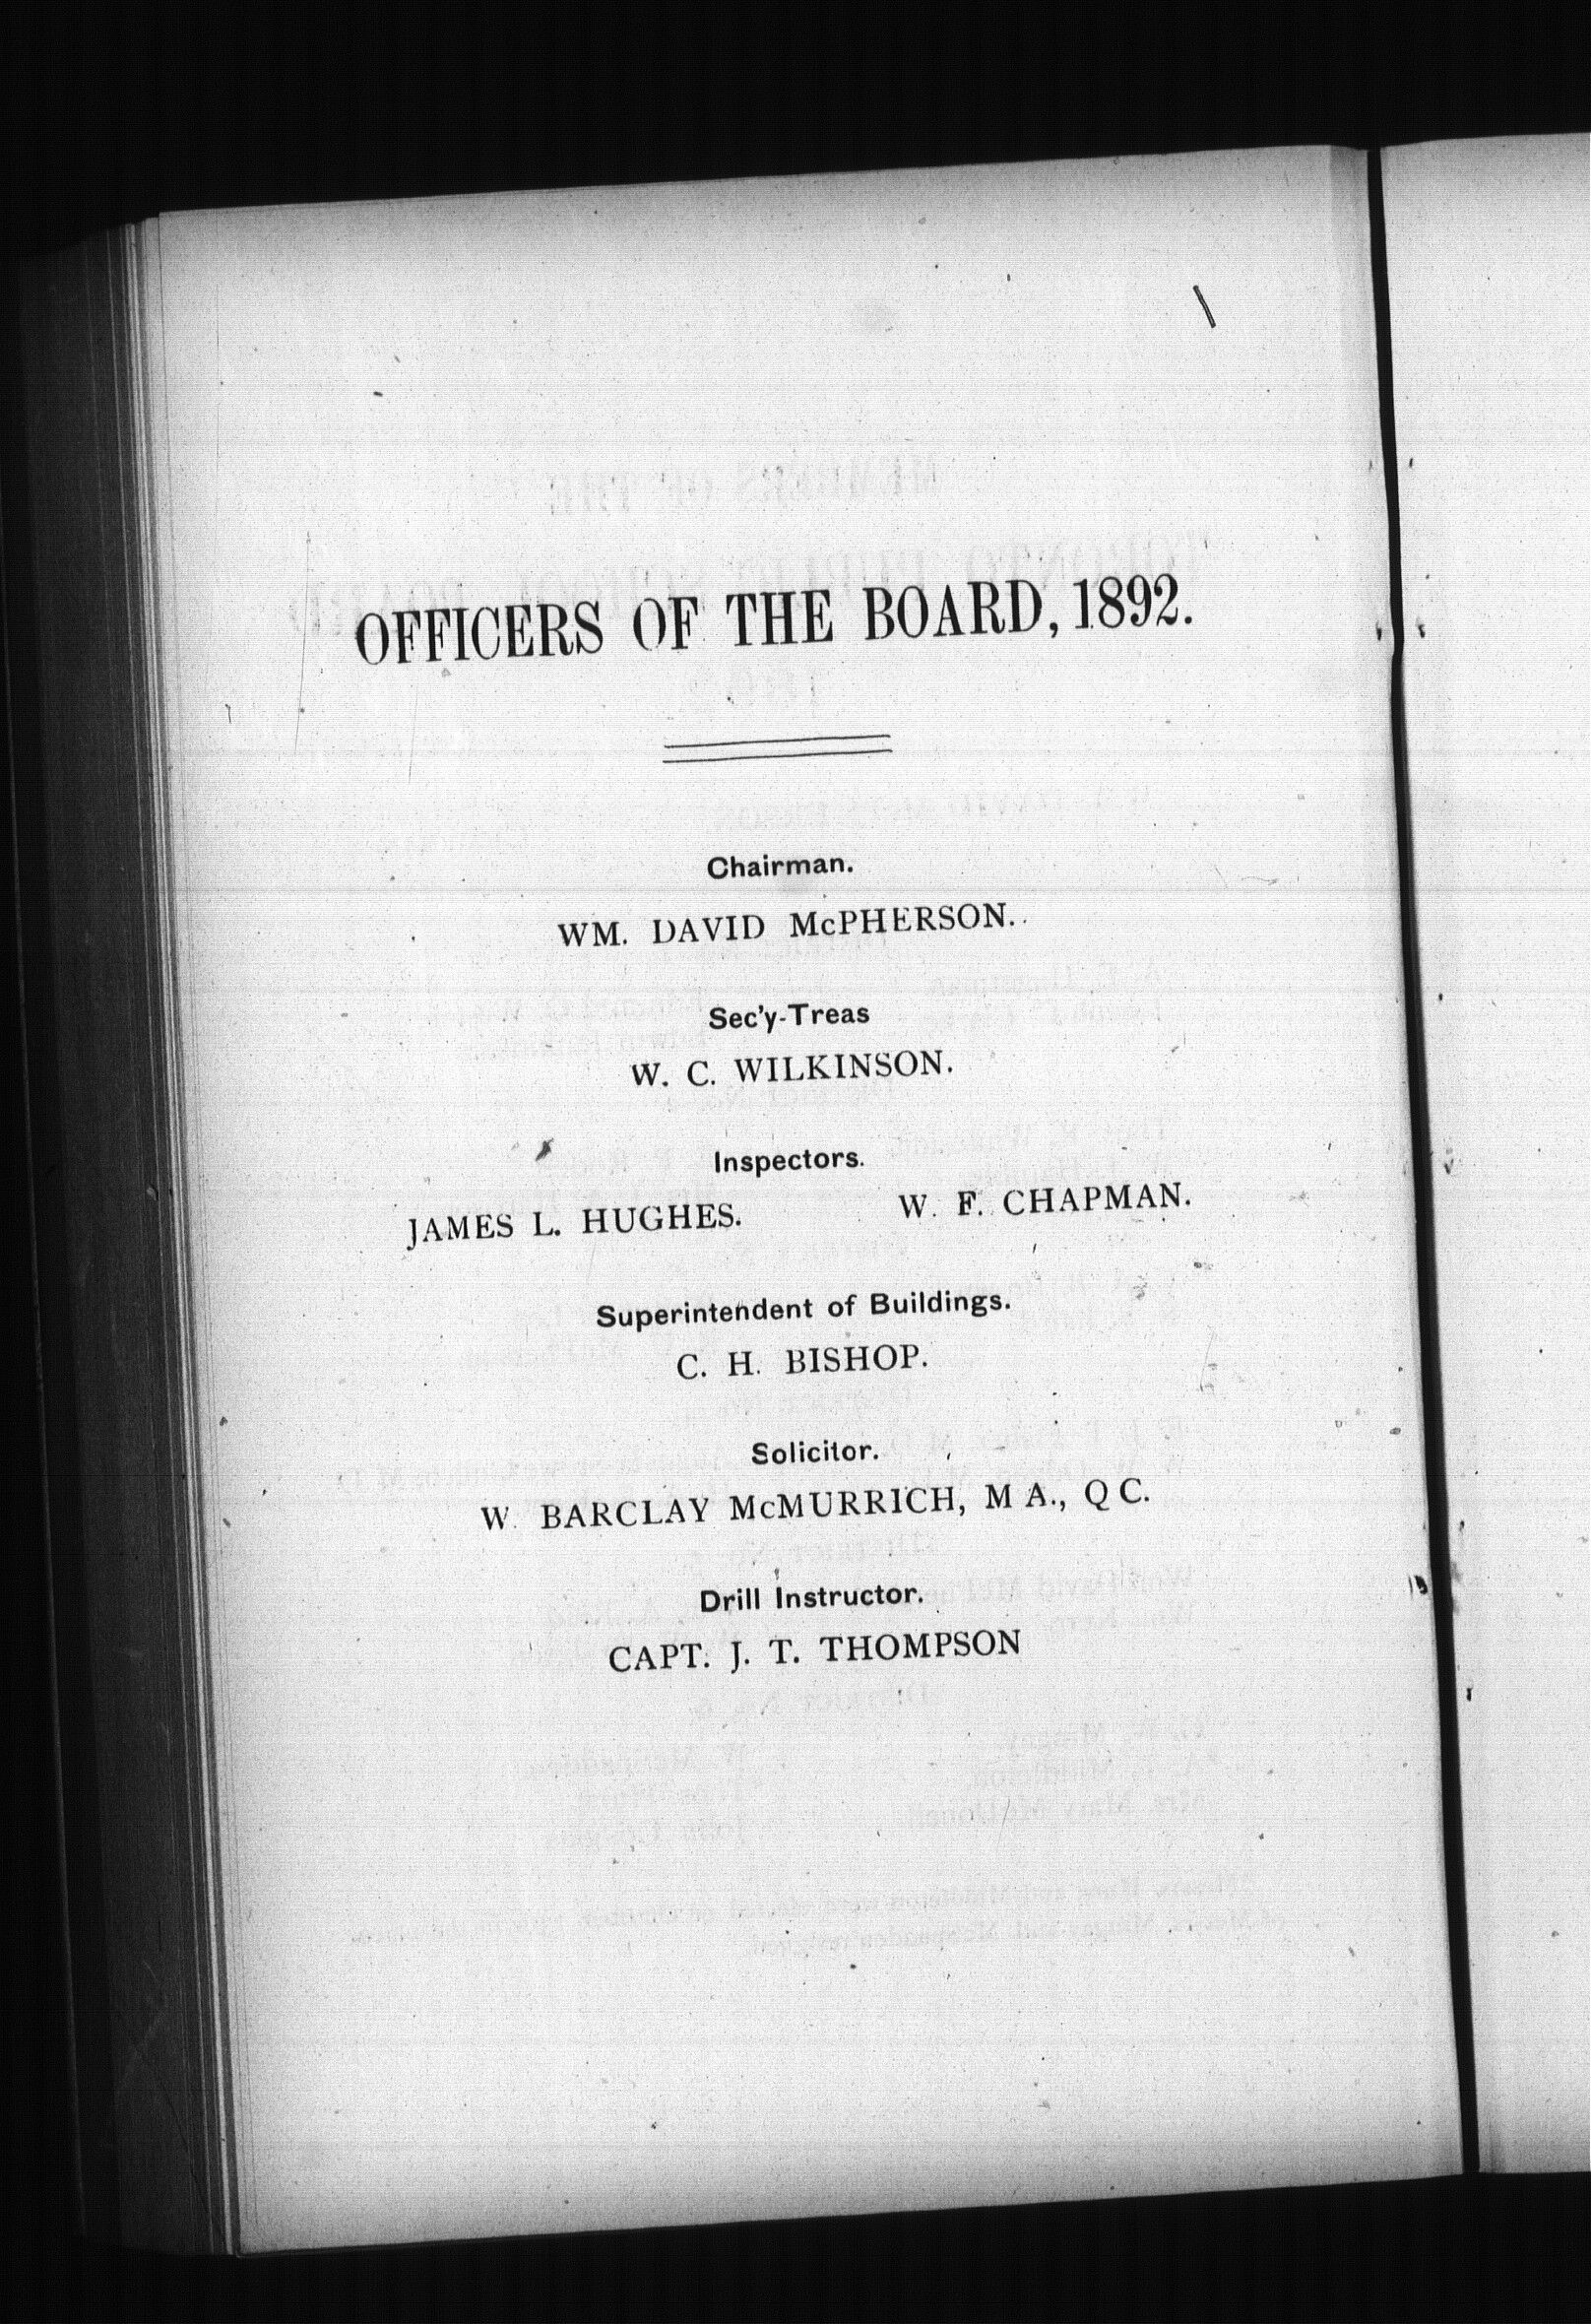 OFFICERS OF THE BOARD, 1892.
Chairman.
WM. DAVID McPHERSON.
Sec'y-Treas
W. C. WILKINSON.
Inspectors.
JAMES L. HUGHES. W. F. CHAPMAN.
Superintendent of Buildings.
C. H. BISHOP.
Solicitor.
W. BARCLAY McMURRICH, M A., Q C.
Drill Instructor.
CAPT. J. T. THOMPSON